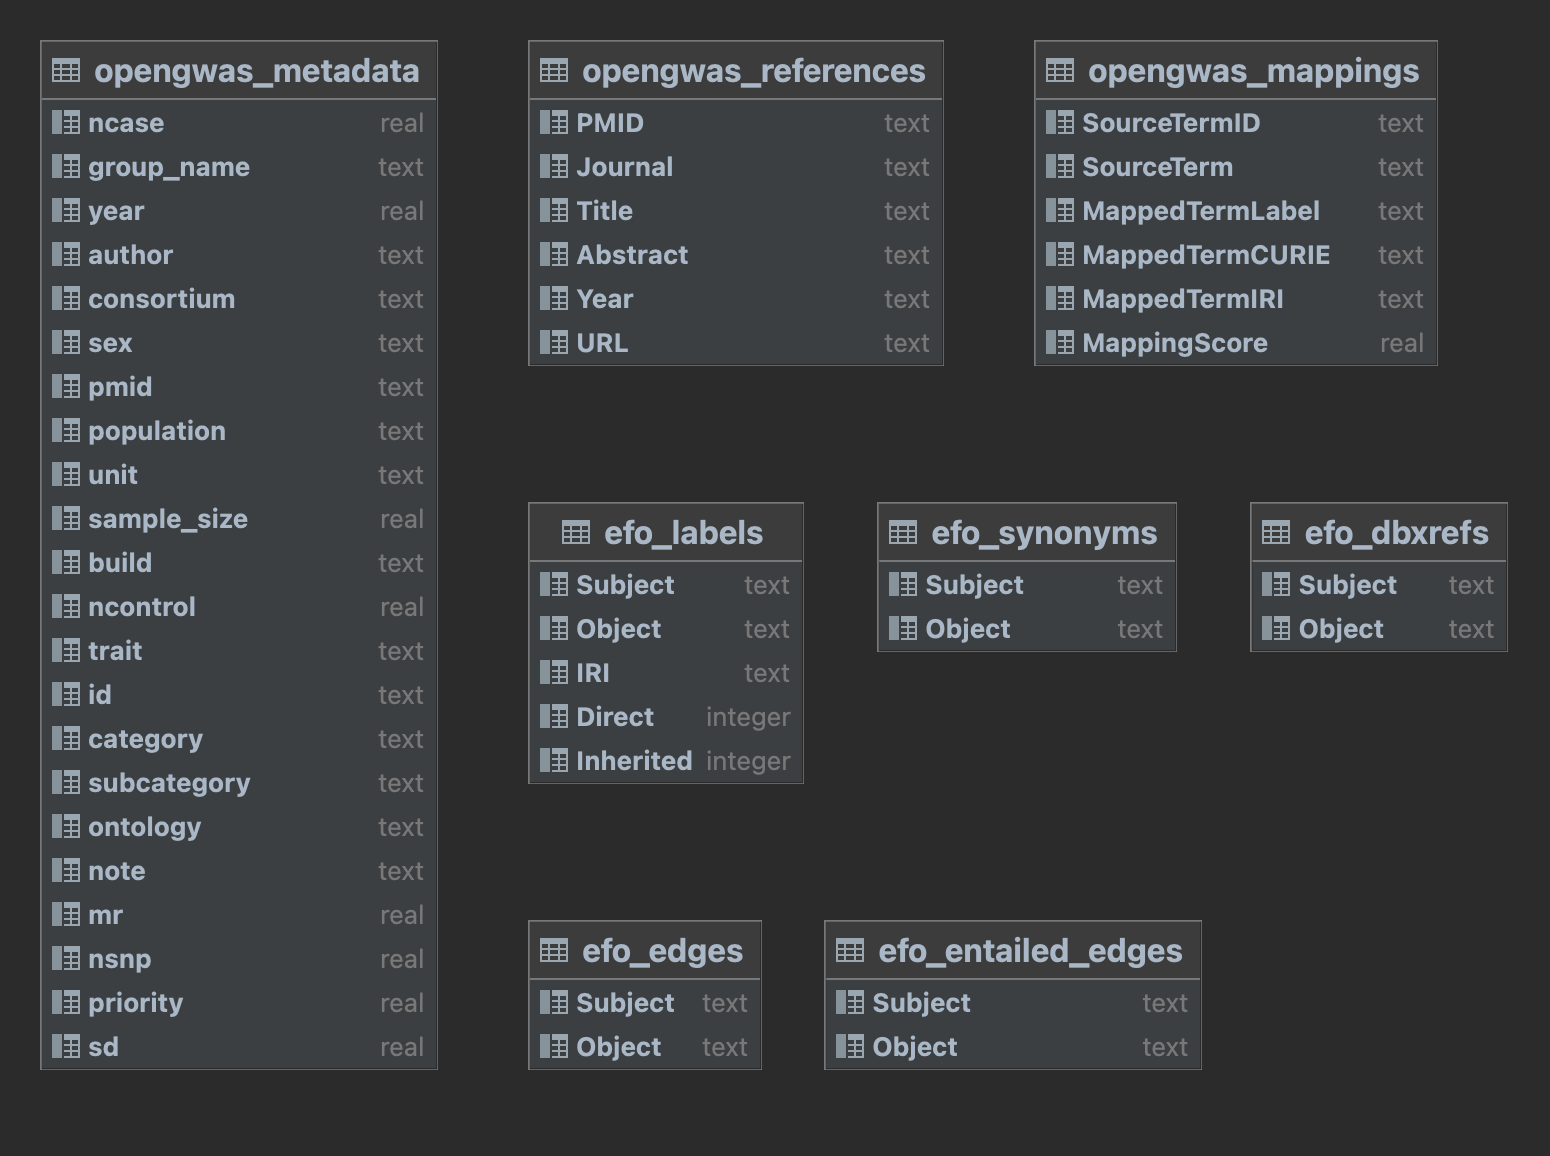 opengwas_metadata
ncase real
group_name text
year real
author text
consortium text
sex text
pmid text
population text
unit text
sample_size real
build text
ncontrol real
trait text
id text
category text
subcategory text
ontology text
note text
mr real
nsnp real
priority real
sd real
opengwas_references
PMID text
Journal text
Title text
Abstract text
Year text
URL text
opengwas_mappings
SourceTermID text
SourceTerm text
MappedTermLabel text
MappedTermCURIE text
MappedTermIRI text
MappingScore real
efo_labels
Subject text
Object text
IRI text
Direct integer
Inherited integer
efo_synonyms
Subject text
Object text
efo_dbxrefs
Subject text
Object text
efo_edges
Subject text
Object text
efo_entailed_edges
Subject text
Object text